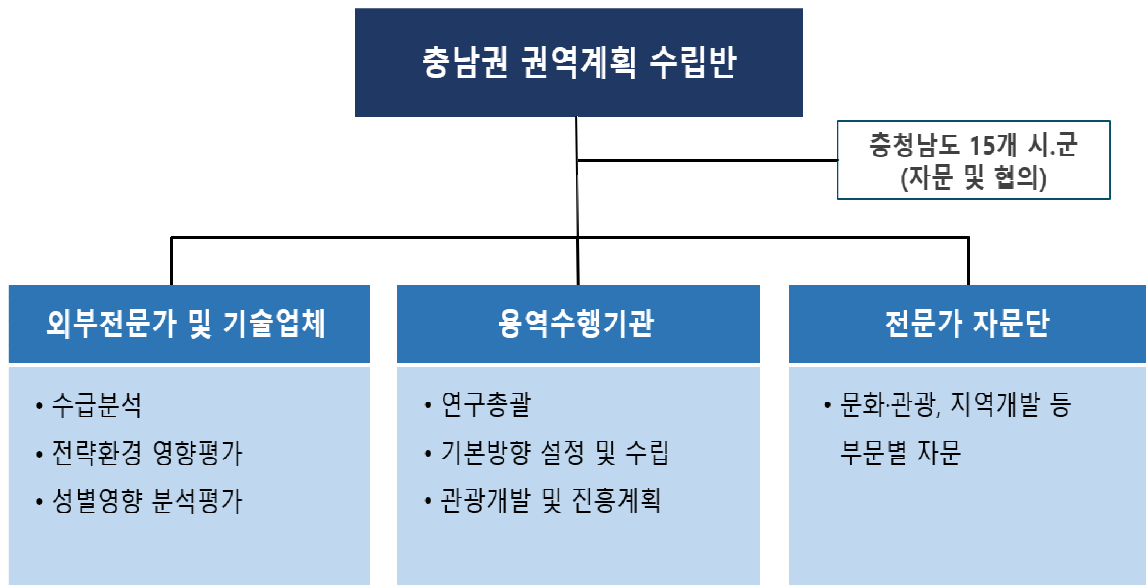 충남권 권역계획 수립반
충청남도 15개 시.군
(자문 및 협의)
외부전문가 및 기술업체
• 수급분석
• 전략환경 영향평가
• 성별영향 분석평가
용역수행기관
• 연구총괄
• 기본방향 설정 및 수립
• 관광개발 및 진흥계획
전문가 자문단
• 문화·관광, 지역개발 등
부문별 자문